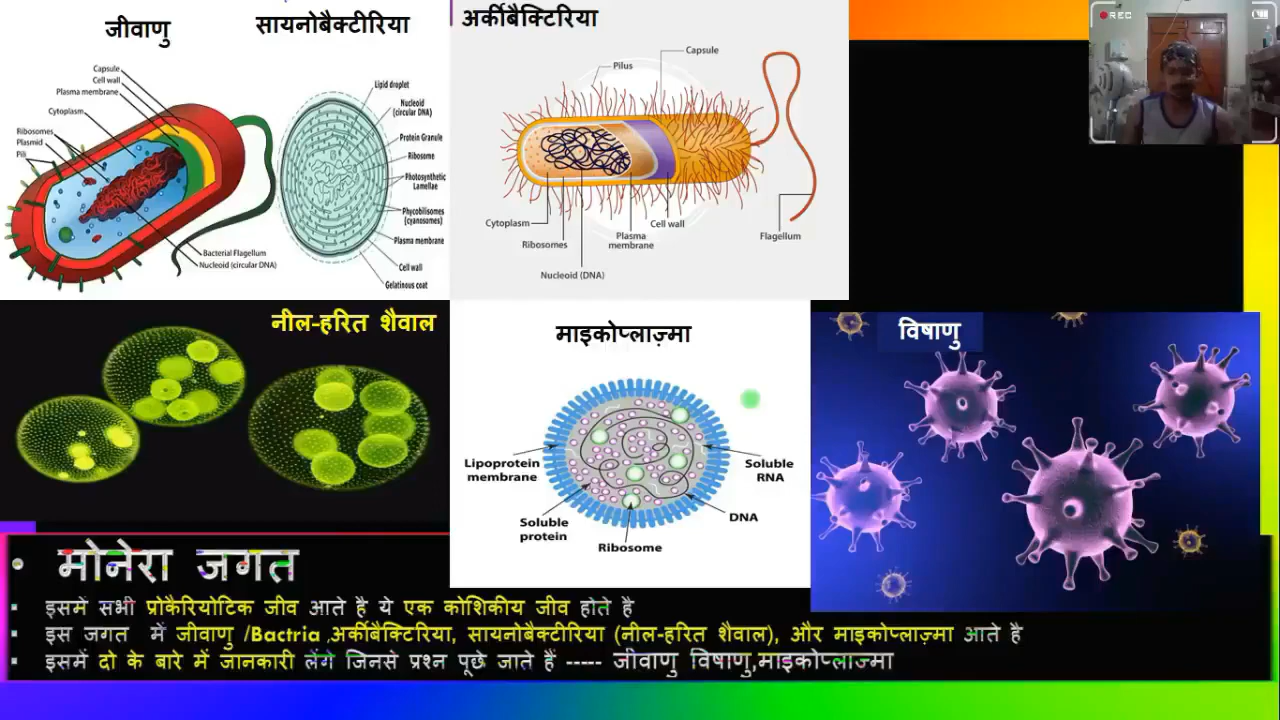 जीवाणु
सायनोबैक्टीरिया
अर्कीबैक्टिरिया
REC
Capsule
Cell wall
Plasma membrane
Cytoplasm
Ribosomes
Plasmid
Pili
Bacterial Flagellum
Nucleoid (circular DNA)
Lipid droplet
Nucleoid
(circular DNA)
Protein Granule
Ribosome
Photosynthetic
Lamellae
Phycobilisomes
(cyanosomes)
Plasma membrane
Cell wall
Gelatinous coat
Pilus
Capsule
Cytoplasm
Ribosomes
Nucleoid (DNA)
Plasma
membrane
Cell wall
Flagellum
नील-हरित शैवाल
माइकोप्लाज़्मा
Lipoprotein
membrane
Soluble
protein
Ribosome
DNA
Soluble
RNA
विषाणु
• मोनेरा जगत
▪ इसमें सभी प्रोकैरियोटिक जीव आते है ये एक कोशिकीय जीव होते है
▪ इस जगत में जीवाणु /Bactria ,अर्कीबैक्टिरिया, सायनोबैक्टीरिया (नील-हरित शैवाल), और माइकोप्लाज़्मा आते है
▪ इसमें दो के बारे में जानकारी लेंगे जिनसे प्रश्न पूछे जाते हैं ----- जीवाणु विषाणु,माइकोप्लाज्मा